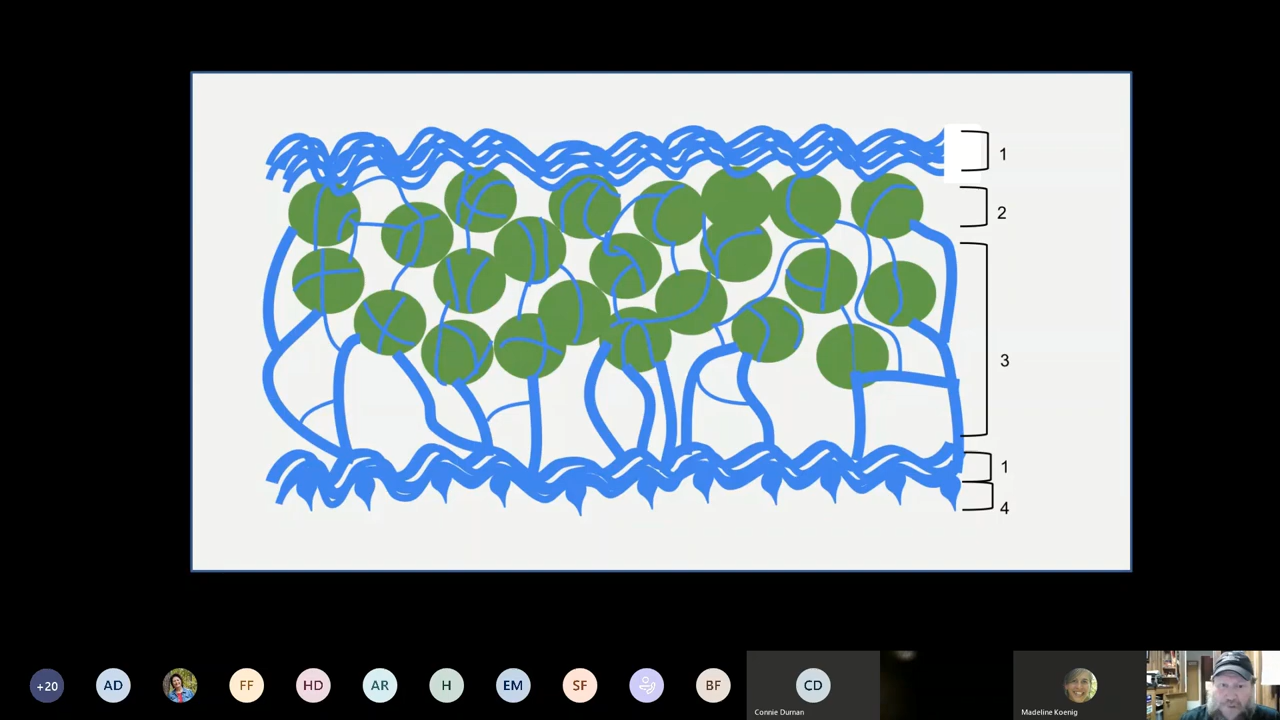 1
2
3
1
4
+20
AD
FF
HD
AR
H
EM
SF
BF
CD
Connie Durnan
Madeline Koenig